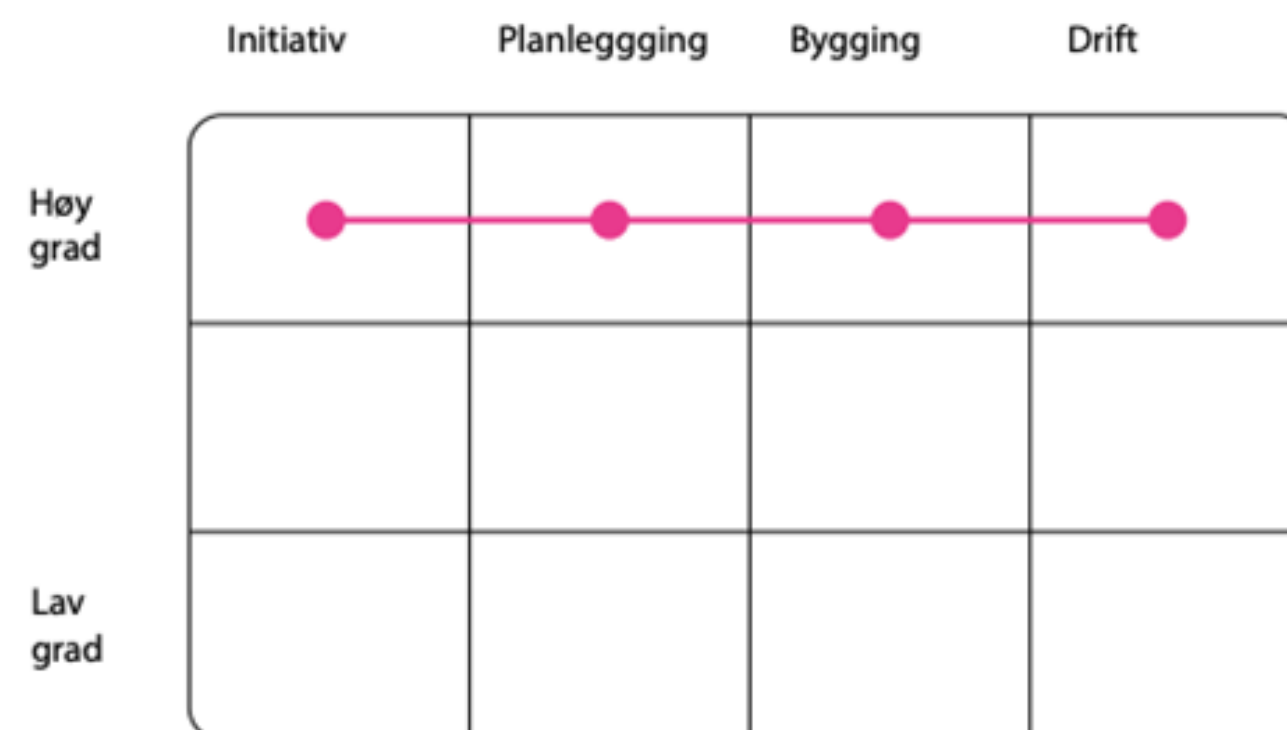 Initiativ
Planleggging
Bygging
Drift
Høy
grad
Lav
grad